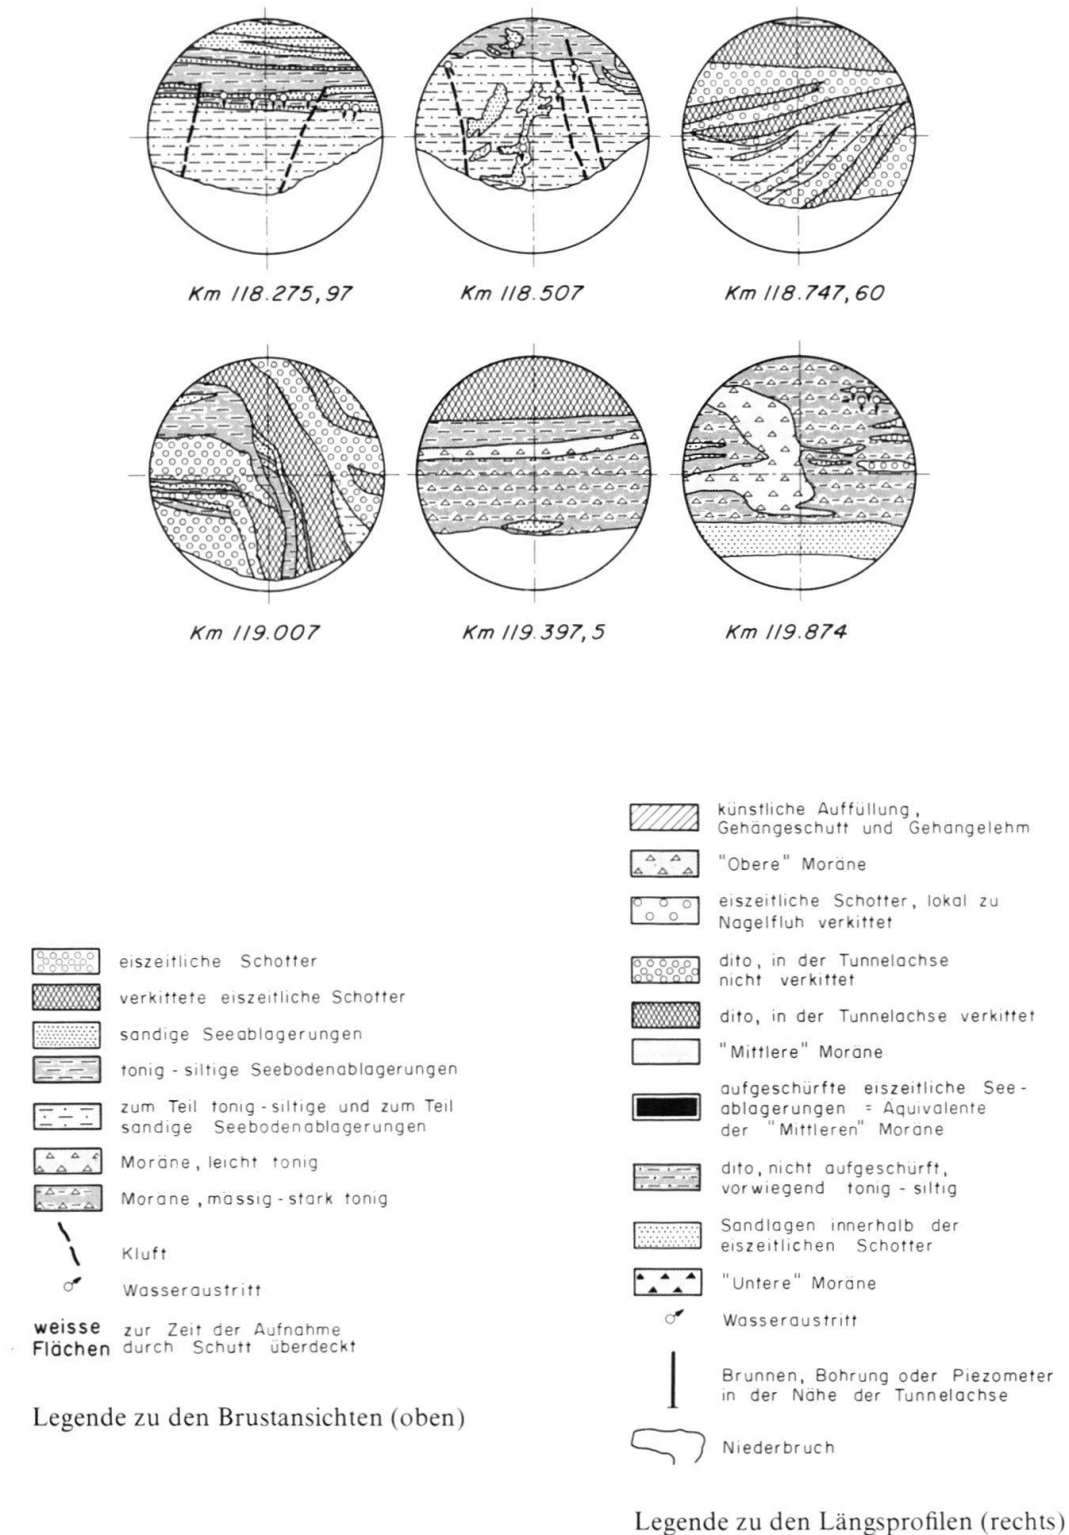 Km 118.275,97
Km 118.507
Km 118.747,60
Km 119.007
Km 119.397,5
Km 119.874
eiszeitliche Schotter
verkittete eiszeitliche Schotter
sandige Seeablagerungen
tonig-siltige Seebodenablagerungen
zum Teil tonig-siltige und zum Teil
sandige Seebodenablagerungen
Moräne, leicht tonig
Moräne, mässig-stark tonig
Kluft
Wasseraustritt
weisse zur Zeit der Aufnahme
Flächen durch Schutt überdeckt
Legende zu den Brustansichten (oben)
künstliche Auffüllung,
Gehängeschutt und Gehangelehm
"Obere" Moräne
eiszeitliche Schotter, lokal zu
Nagelfluh verkittet
dito, in der Tunnelachse
nicht verkittet
dito, in der Tunnelachse verkittet
"Mittlere" Moräne
aufgeschürfte eiszeitliche See-
ablagerungen = Äquivalente
der "Mittleren" Moräne
dito, nicht aufgeschürft,
vorwiegend tonig-siltig
Sandlagen innerhalb der
eiszeitlichen Schotter
"Untere" Moräne
Wasseraustritt
Brunnen, Bohrung oder Piezometer
in der Nähe der Tunnelachse
Niederbruch
Legende zu den Längsprofilen (rechts)